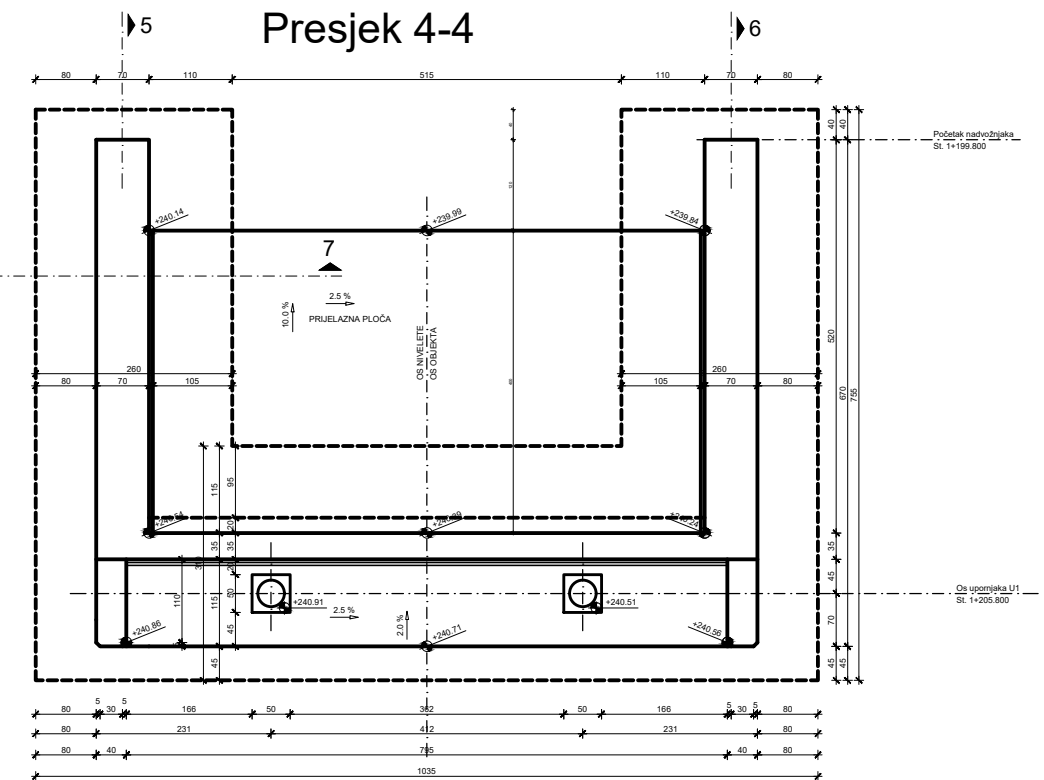 5
Presjek 4-4
6
80 70 110 515 110 70 80
40 40
Početak nadvožnjaka
St. 1+199.800
+240.14 +239.99 +239.84
7
2.5 %
10.0 %
PRIJELAZNA PLOČA
OS NIVELETE
OS OBJEKTA
520
670
755
260 260
80 70 105 105 70 80
115 95
20
+240.24
35 35 35
310 20
45
110 115 +240.91 +240.51
Os upornjaka U1
St. 1+205.800
2.5 %
2.0 %
45 70
+240.86 +240.71 +240.56
45 45 45
5 5 5 5
80 30 166 50 362 50 166 30 80
80 231 412 231 80
80 40 795 40 80
1035